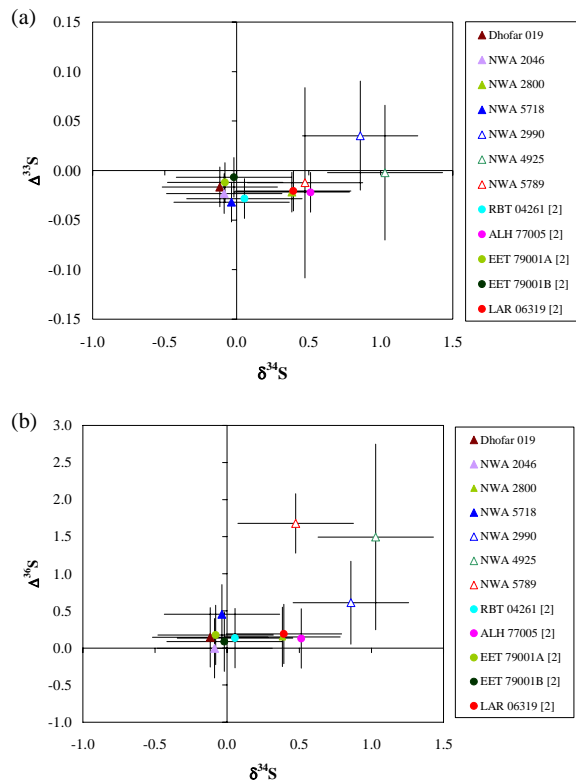 (a)
0.15
0.10
0.05
0.00
-0.05
-0.10
-0.15
Δ³³S
-1.0 -0.5 0.0 0.5 1.0 1.5
δ³⁴S
Dhofar 019
NWA 2046
NWA 2800
NWA 5718
NWA 2990
NWA 4925
NWA 5789
RBT 04261 [2]
ALH 77005 [2]
EET 79001A [2]
EET 79001B [2]
LAR 06319 [2]
(b)
3.0
2.5
2.0
1.5
1.0
0.5
0.0
-0.5
-1.0
Δ³⁶S
-1.0 -0.5 0.0 0.5 1.0 1.5
δ³⁴S
Dhofar 019
NWA 2046
NWA 2800
NWA 5718
NWA 2990
NWA 4925
NWA 5789
RBT 04261 [2]
ALH 77005 [2]
EET 79001A [2]
EET 79001B [2]
LAR 06319 [2]